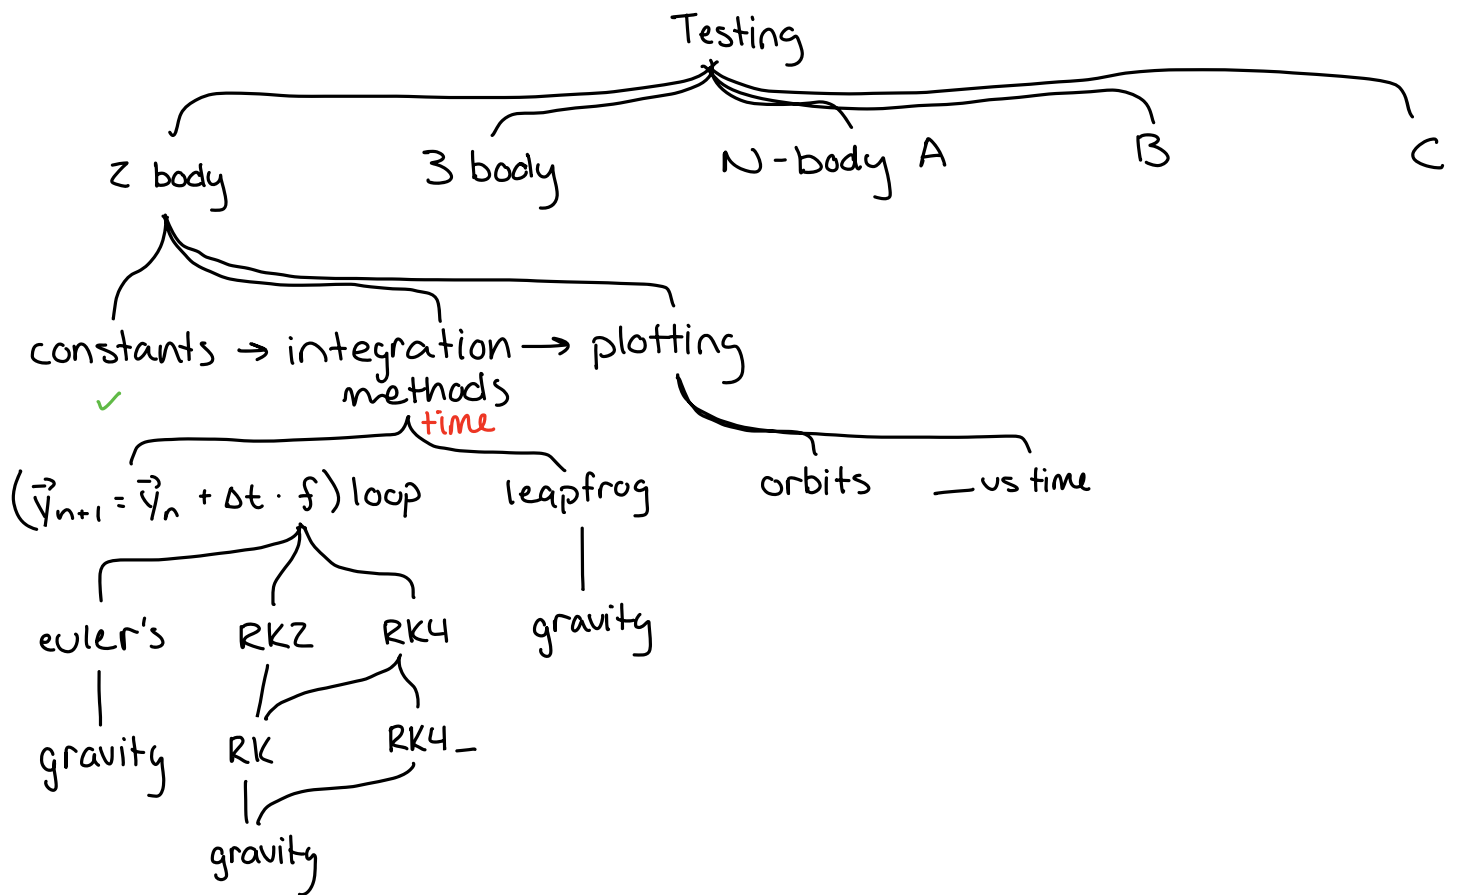 Testing
2 body 3 body N-body A B C
constants → integration → plotting
✓ methods
time
(y⃗n+1 = y⃗n + Δt · f) loop leapfrog orbits __ vs time
euler's RK2 RK4 gravity
gravity RK RK4_
gravity